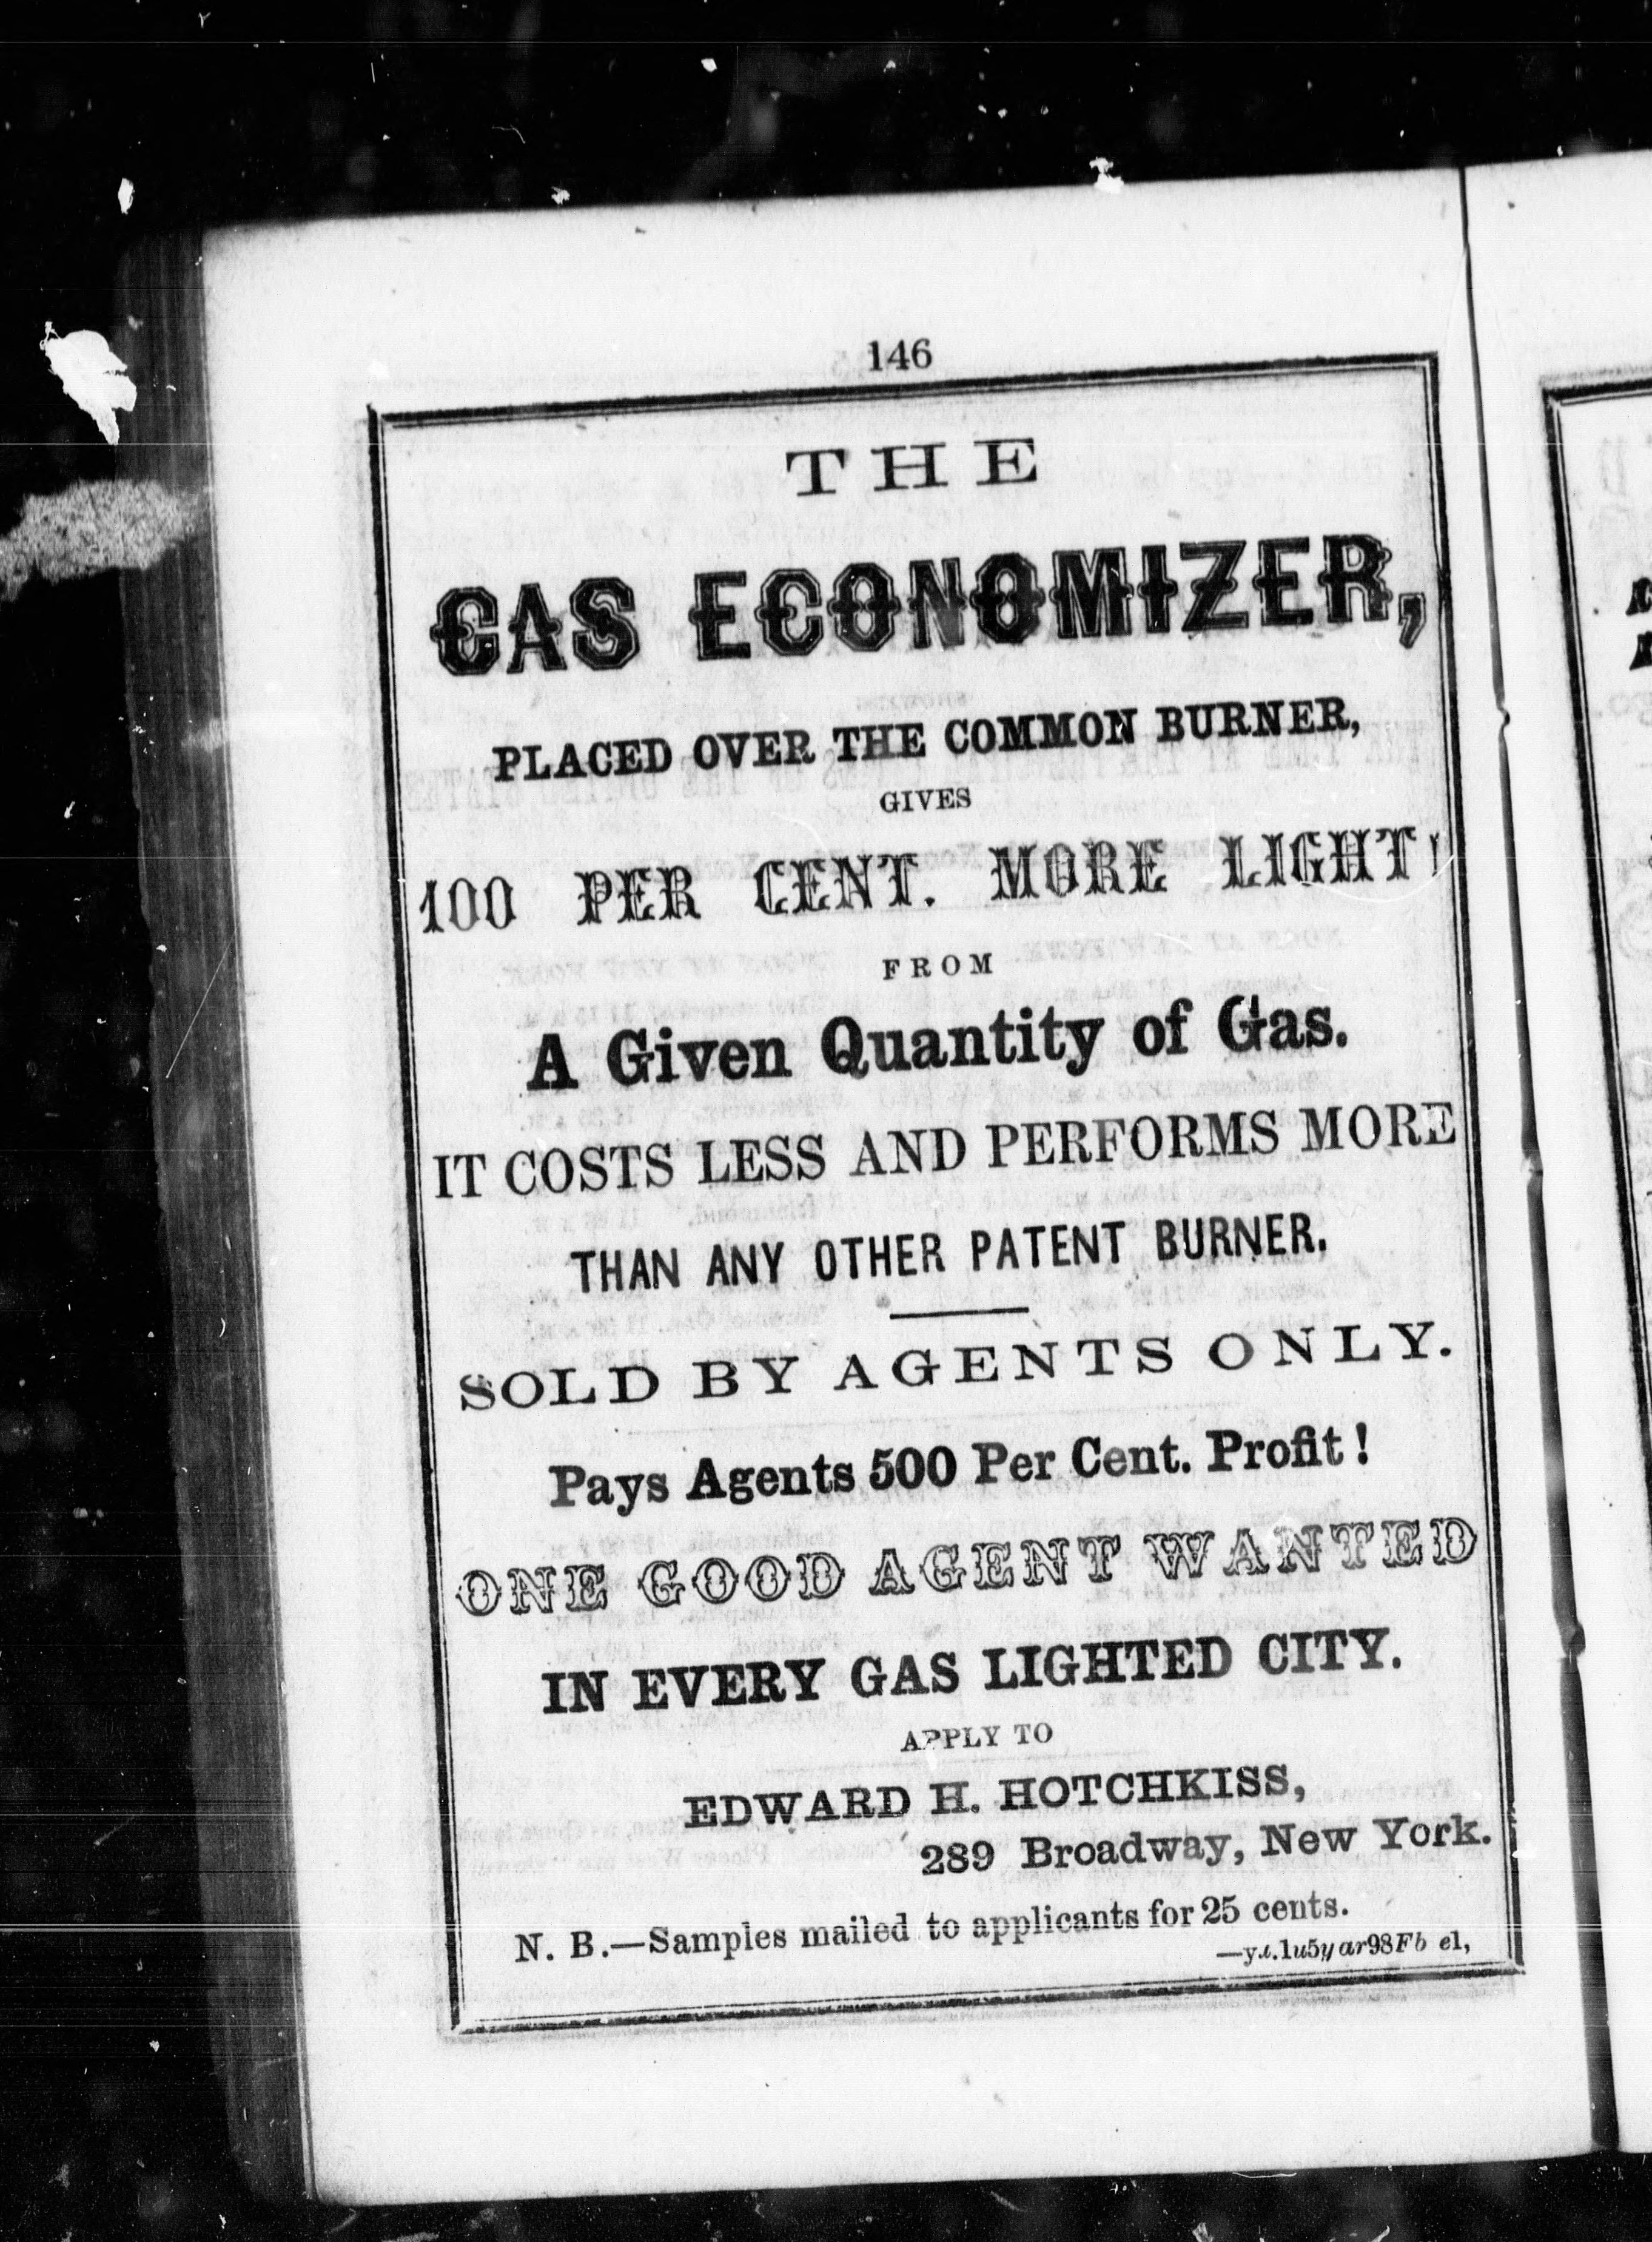 146
THE
GAS ECONOMIZER,
PLACED OVER THE COMMON BURNER,
GIVES
100 PER CENT. MORE LIGHT!
FROM
A Given Quantity of Gas.
IT COSTS LESS AND PERFORMS MORE
THAN ANY OTHER PATENT BURNER.
SOLD BY AGENTS ONLY.
Pays Agents 500 Per Cent. Profit!
ONE GOOD AGENT WANTED
IN EVERY GAS LIGHTED CITY.
APPLY TO
EDWARD H. HOTCHKISS,
289 Broadway, New York.
N. B.—Samples mailed to applicants for 25 cents.